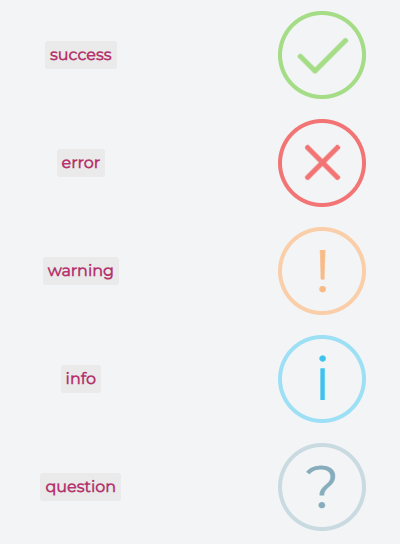 success
error
warning
!
info
i
question
?